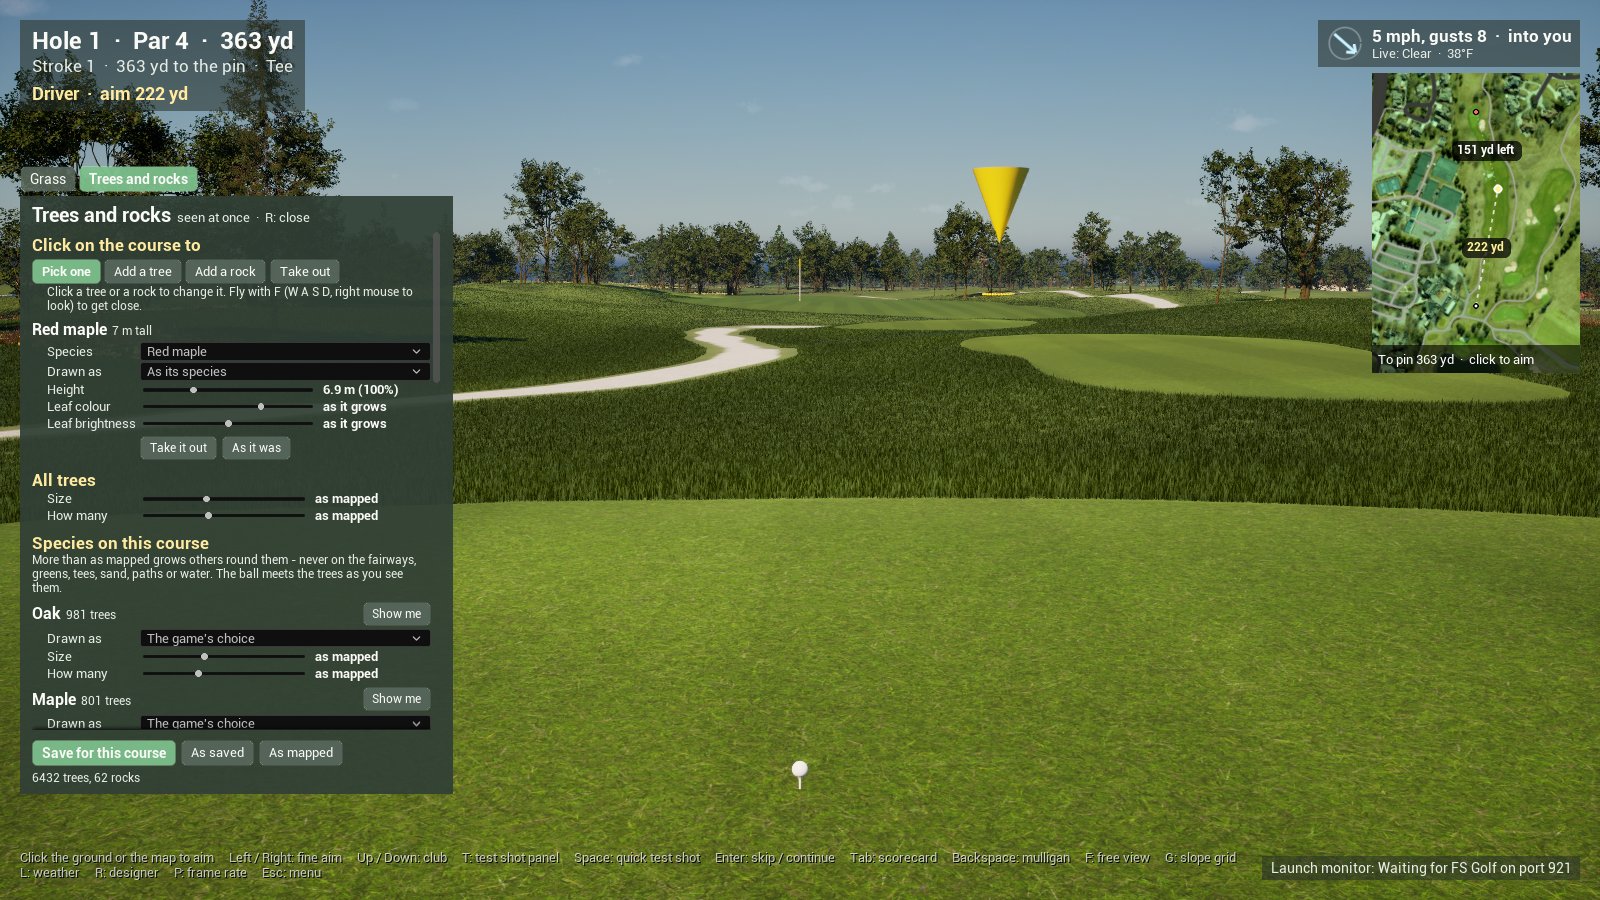 Hole 1 · Par 4 · 363 yd
Stroke 1 · 363 yd to the pin · Tee
Driver · aim 222 yd
5 mph, gusts 8 · into you
Live: Clear · 38°F
151 yd left
222 yd
To pin 363 yd · click to aim
Grass
Trees and rocks
Trees and rocks seen at once · R: close
Click on the course to
Pick one
Add a tree
Add a rock
Take out
Click a tree or a rock to change it. Fly with F (W A S D, right mouse to
look) to get close.
Red maple 7 m tall
Species Red maple
Drawn as As its species
Height 6.9 m (100%)
Leaf colour as it grows
Leaf brightness as it grows
Take it out
As it was
All trees
Size as mapped
How many as mapped
Species on this course
More than as mapped grows others round them - never on the fairways,
greens, tees, sand, paths or water. The ball meets the trees as you see
them.
Oak 981 trees Show me
Drawn as The game's choice
Size as mapped
How many as mapped
Maple 801 trees Show me
Drawn as The game's choice
Save for this course
As saved
As mapped
6432 trees, 62 rocks
Click the ground or the map to aim Left / Right: fine aim Up / Down: club T: test shot panel Space: quick test shot Enter: skip / continue Tab: scorecard Backspace: mulligan F: free view G: slope grid
L: weather R: designer P: frame rate Esc: menu
Launch monitor: Waiting for FS Golf on port 921